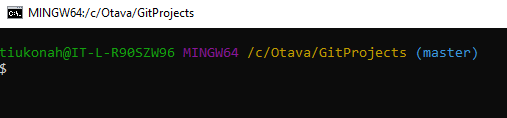 MINGW64:/c/Otava/GitProjects
tiukonah@IT-L-R90SZW96 MINGW64 /c/Otava/GitProjects (master)
$